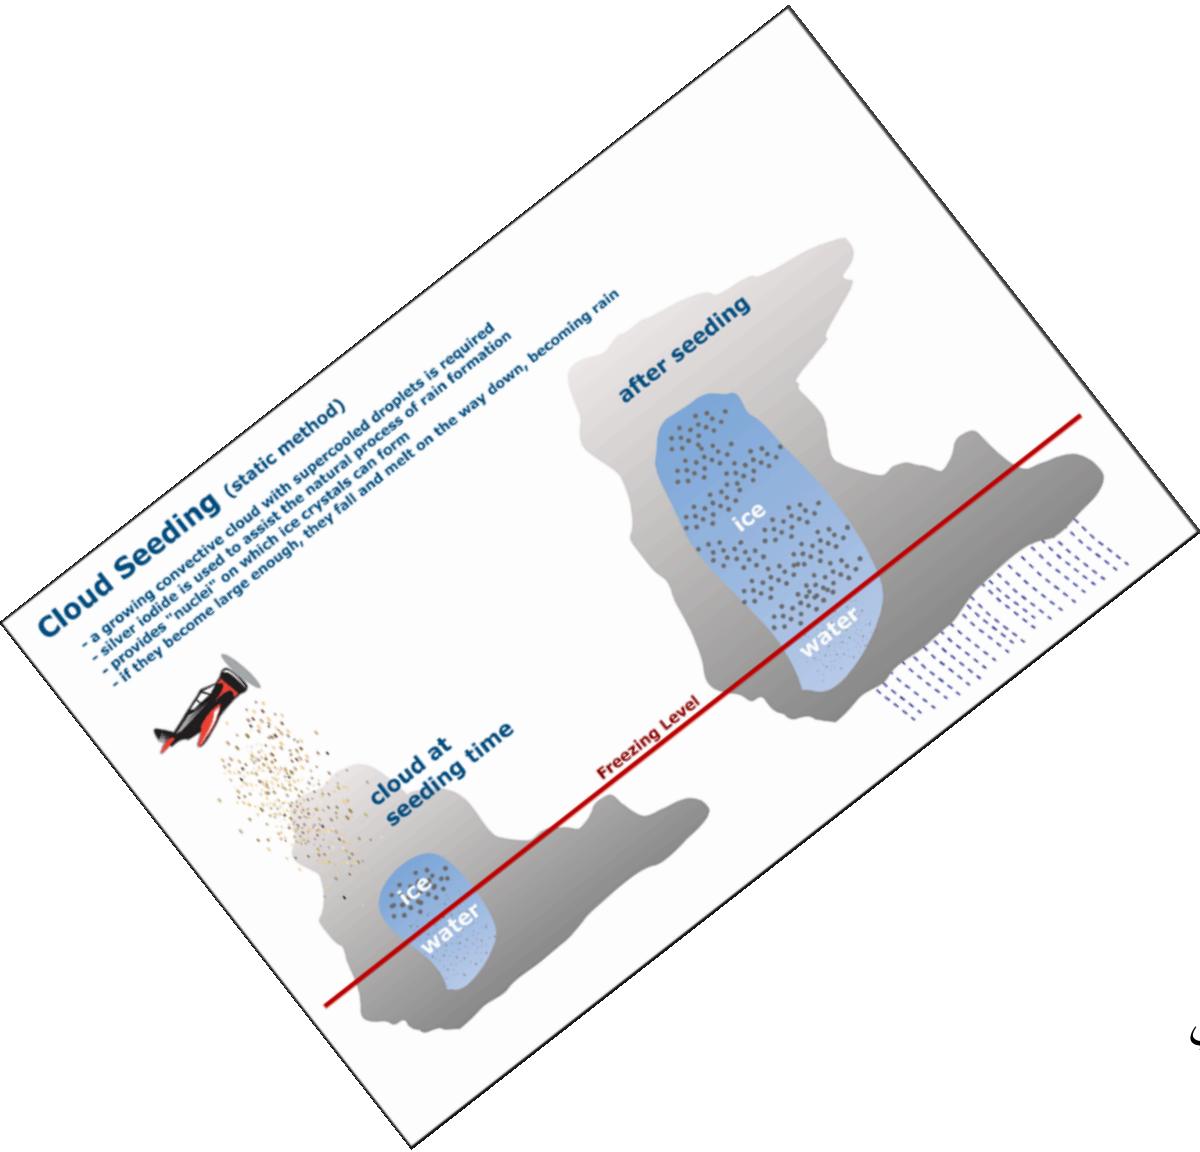 Cloud Seeding (static method)
- a growing convective cloud with supercooled droplets is required
- silver iodide is used to assist the natural process of rain formation
- provides "nuclei" on which ice crystals can form
- if they become large enough, they fall and melt on the way down, becoming rain
after seeding
ice
water
Freezing Level
cloud at
seeding time
ice
water